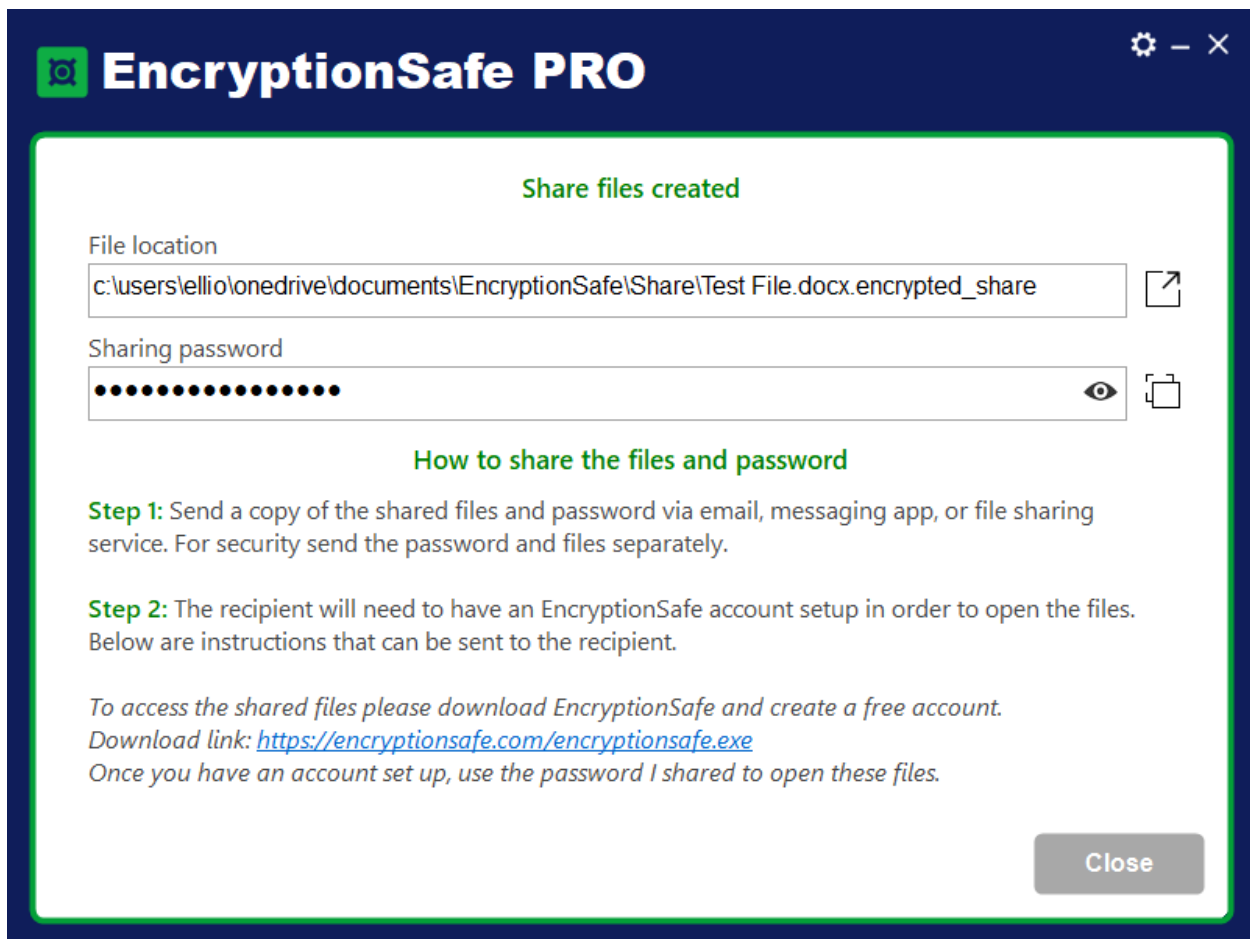 EncryptionSafe PRO
Share files created
File location
c:\users\ellio\onedrive\documents\EncryptionSafe\Share\Test File.docx.encrypted_share
Sharing password
••••••••••••••••
How to share the files and password
Step 1: Send a copy of the shared files and password via email, messaging app, or file sharing
service. For security send the password and files separately.
Step 2: The recipient will need to have an EncryptionSafe account setup in order to open the files.
Below are instructions that can be sent to the recipient.
To access the shared files please download EncryptionSafe and create a free account.
Download link: https://encryptionsafe.com/encryptionsafe.exe
Once you have an account set up, use the password I shared to open these files.
Close